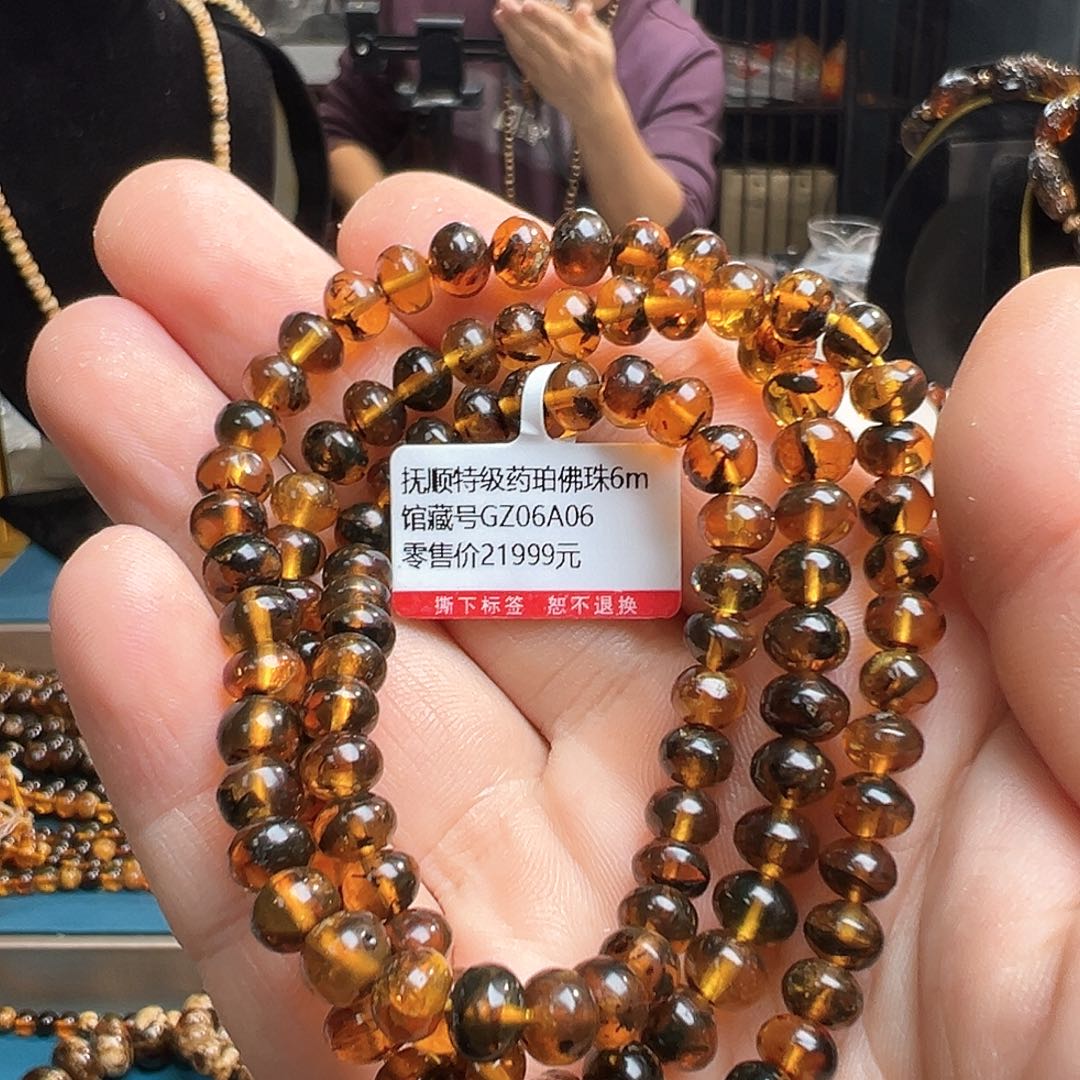 抚顺特级药珀佛珠6m
馆藏号GZ06A06
零售价21999元
撕下标签 恕不退换